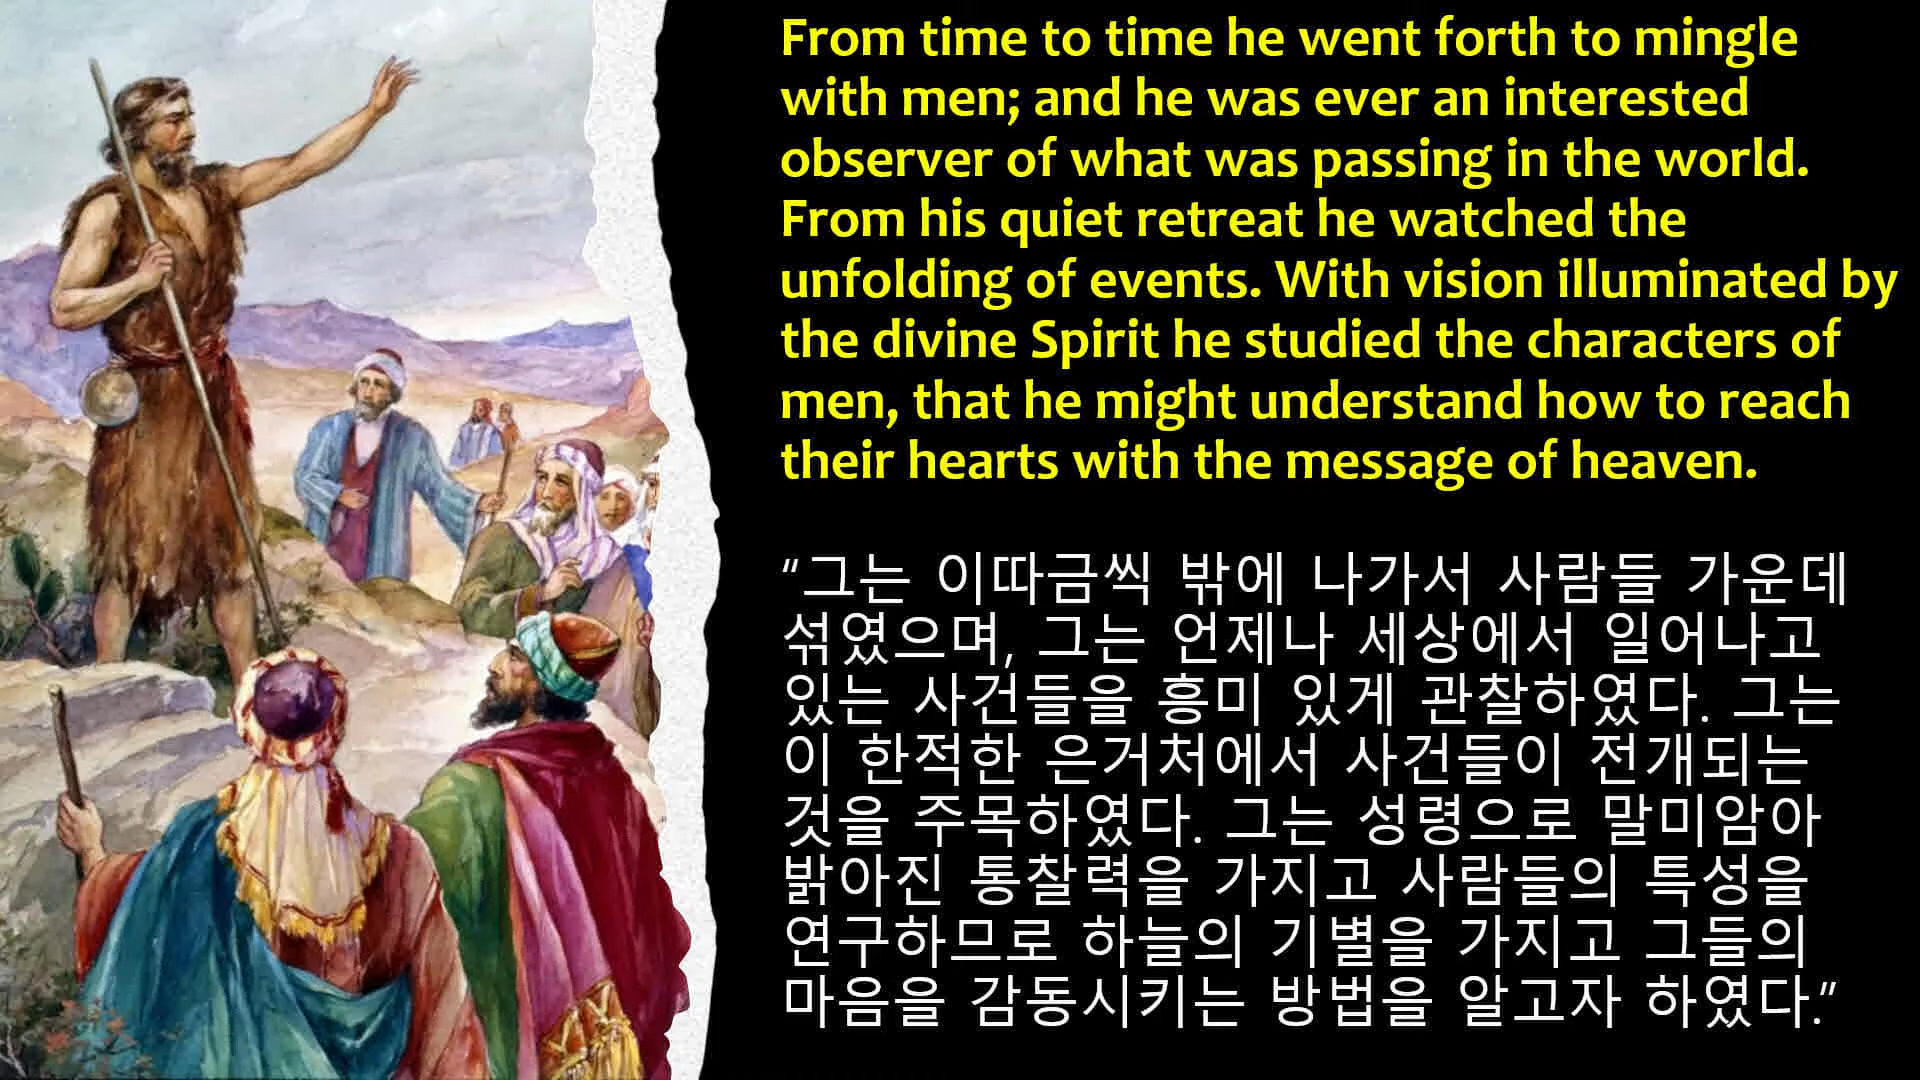 From time to time he went forth to mingle
with men; and he was ever an interested
observer of what was passing in the world.
From his quiet retreat he watched the
unfolding of events. With vision illuminated by
the divine Spirit he studied the characters of
men, that he might understand how to reach
their hearts with the message of heaven.
“그는 이따금씩 밖에 나가서 사람들 가운데
섞였으며, 그는 언제나 세상에서 일어나고
있는 사건들을 흥미 있게 관찰하였다. 그는
이 한적한 은거처에서 사건들이 전개되는
것을 주목하였다. 그는 성령으로 말미암아
밝아진 통찰력을 가지고 사람들의 특성을
연구하므로 하늘의 기별을 가지고 그들의
마음을 감동시키는 방법을 알고자 하였다.”